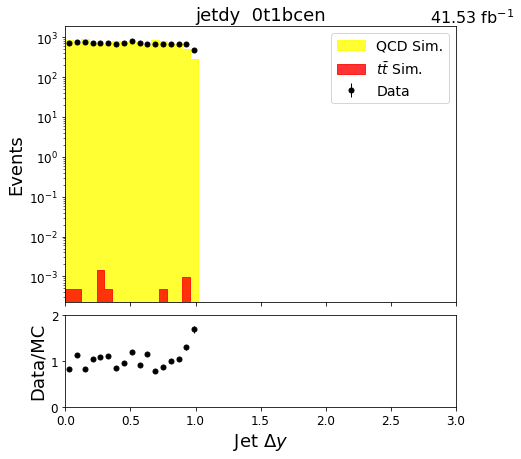 jetdy 0t1bcen
41.53 fb⁻¹
10³
10²
10¹
10⁰
10⁻¹
10⁻²
10⁻³
Events
QCD Sim.
tt̄ Sim.
Data
2
1
0
Data/MC
0.0 0.5 1.0 1.5 2.0 2.5 3.0
Jet Δy